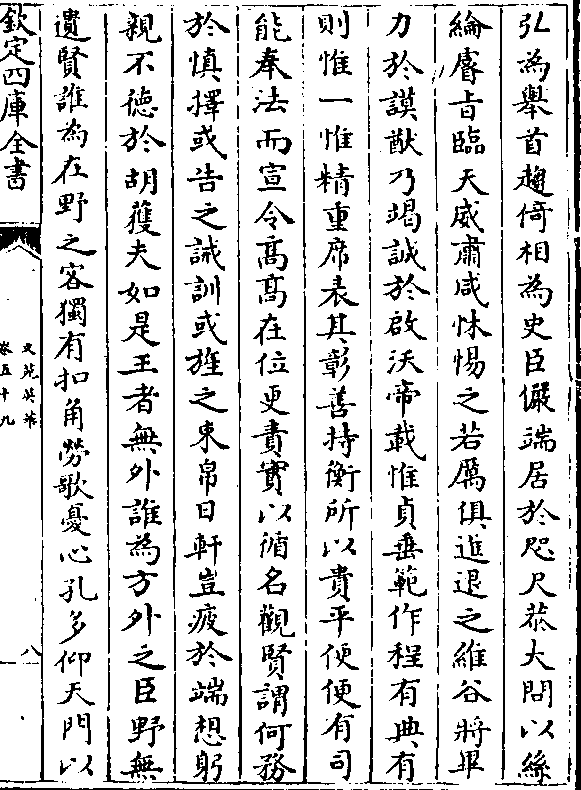 弘為舉首趨倚相為史臣儼端居於咫尺恭大問以絲
綸睿旨臨天威肅咸怵惕之若厲俱進退之維谷將畢
力於謨猷乃竭誠於啟沃帝載惟貞垂範作程有典有
則惟一惟精重席表其彰善持衡所以貴平便便有司
能奉法而宣令髙髙在位更責實以循名觀賢謂何務
於慎擇或告之誡訓或旌之束帛日軒豈疲於端想躬
親不徳於胡蒦夫如是王者無外誰為方外之臣野無
遺賢誰為在野之客獨有扣角勞歌憂心孔多仰天門以
欽定四庫全書
文苑英華
卷五十九
八